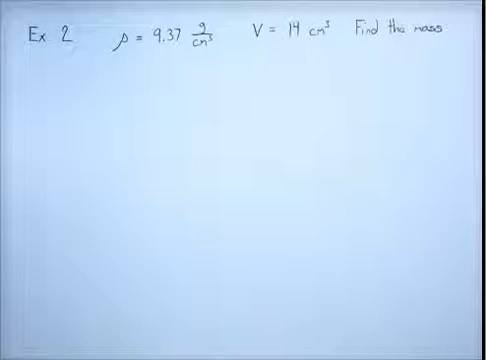 Ex 2 ρ = 9.37 g/cm³ V = 14 cm³ Find the mass